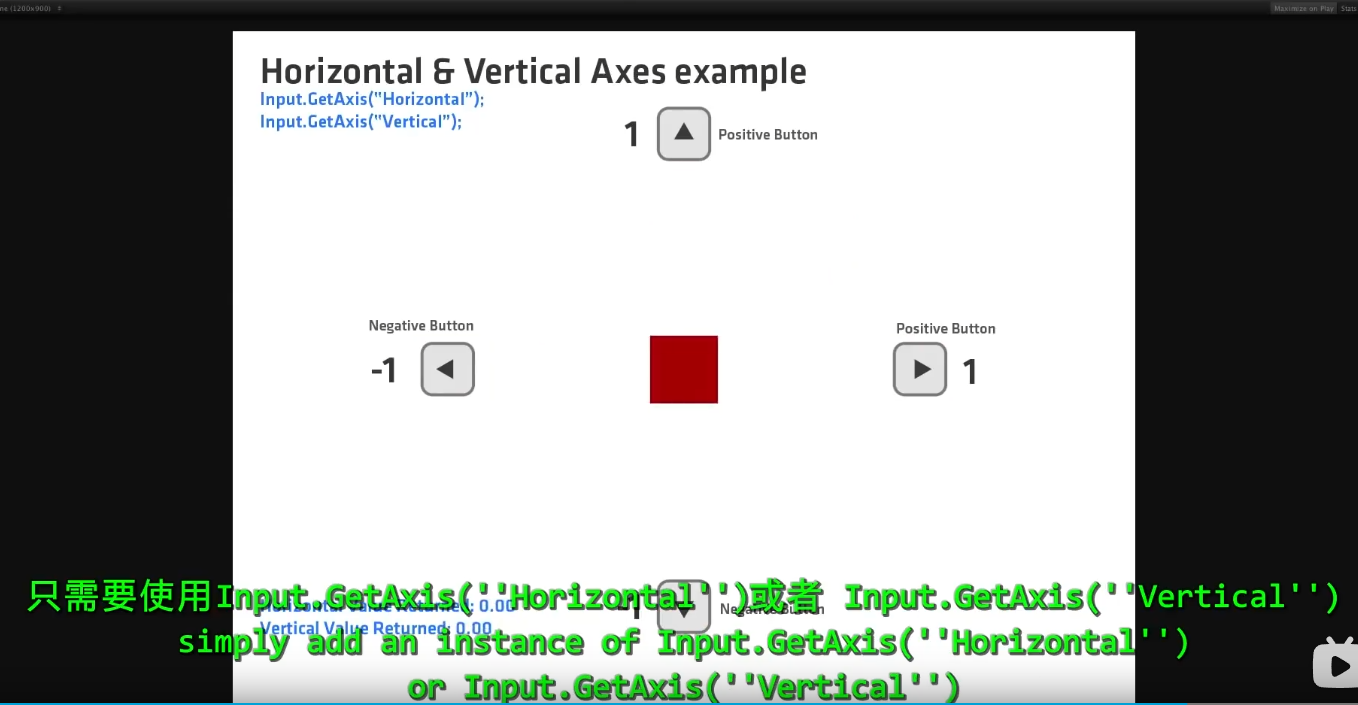 me (1200x900)
Maximize on Play Stats
Horizontal & Vertical Axes example
Input.GetAxis("Horizontal");
Input.GetAxis("Vertical");
1 Positive Button
Negative Button
-1
Positive Button
1
Horizontal Value Returned: 0.00
-1 Negative Button
Vertical Value Returned: 0.00
只需要使用Input.GetAxis(''Horizontal'')或者 Input.GetAxis(''Vertical'')
simply add an instance of Input.GetAxis(''Horizontal'')
or Input.GetAxis(''Vertical'')